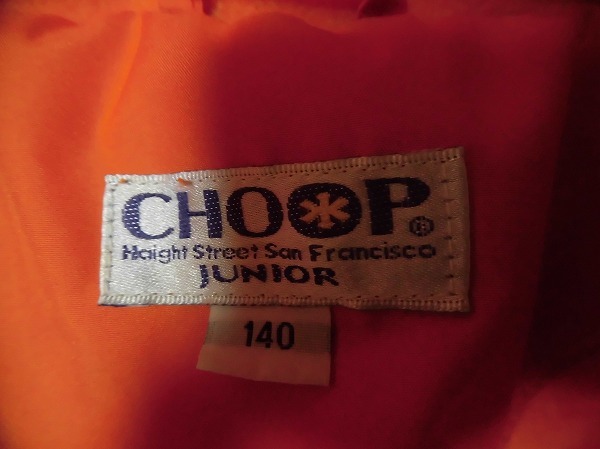 CHOOP®
Haight Street San Francisco
JUNIOR
140